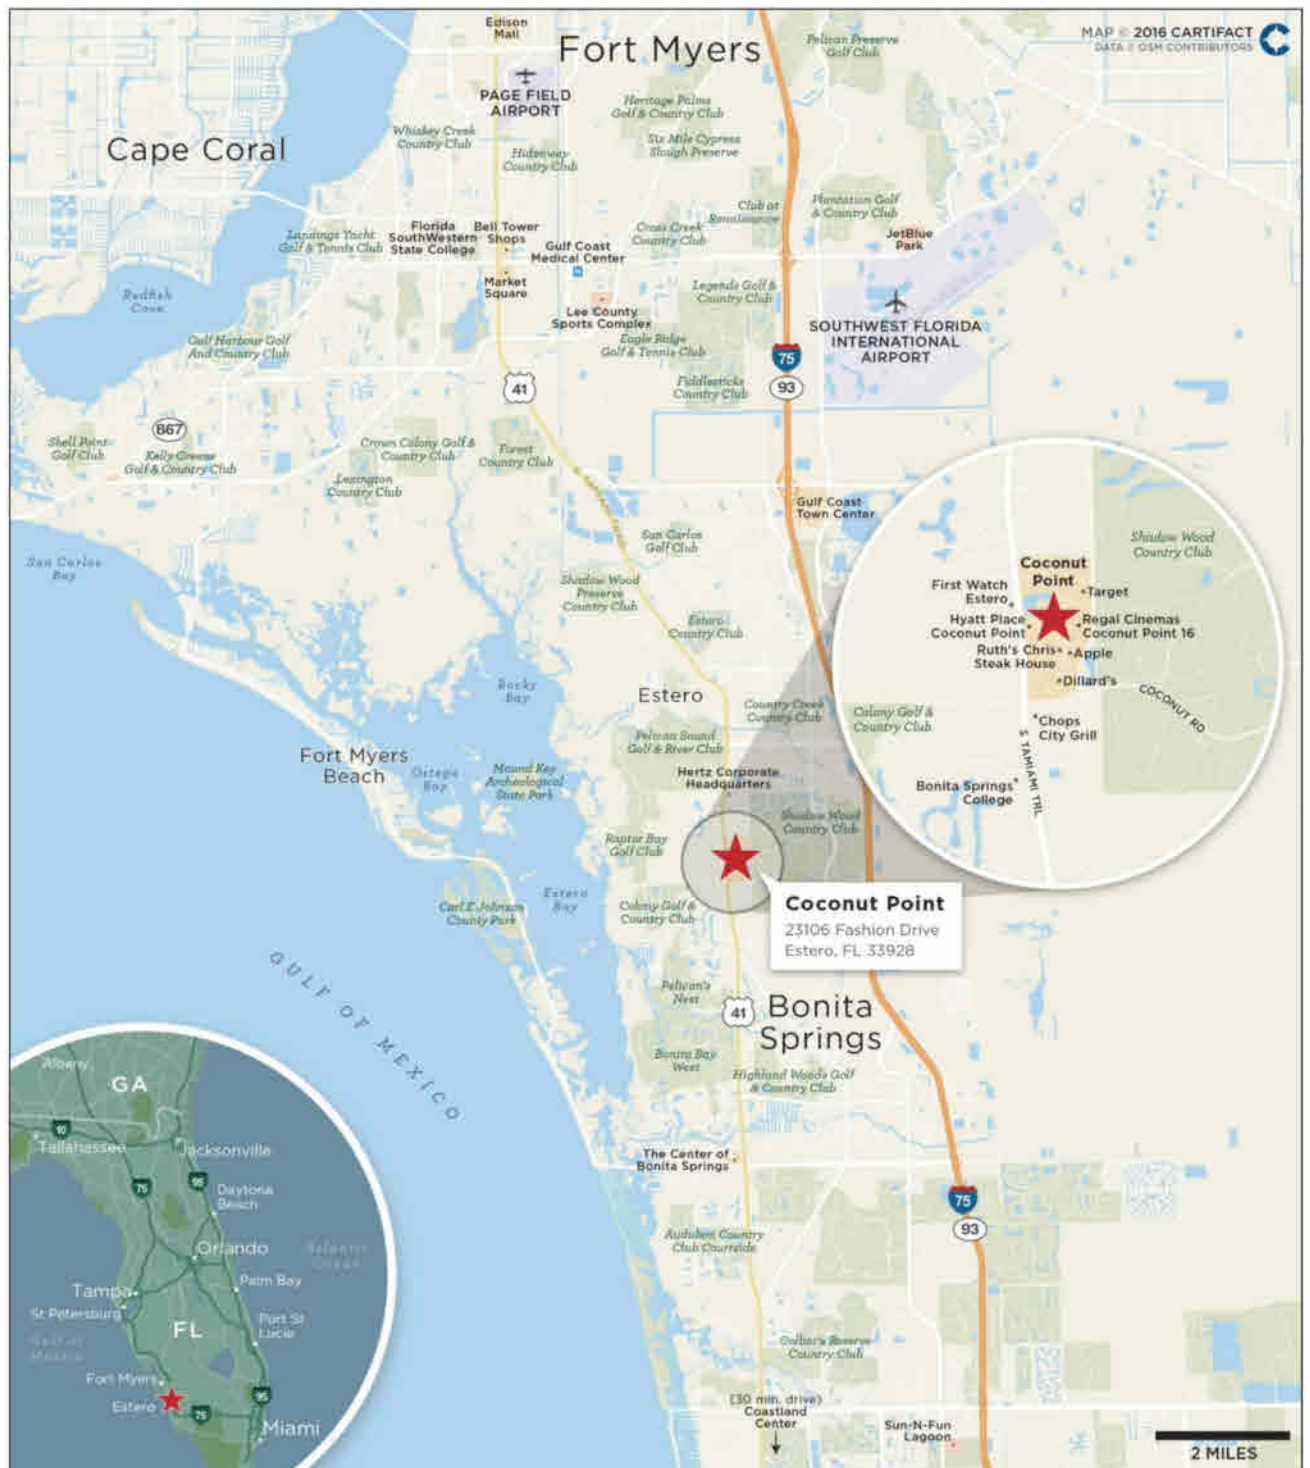 Edison
Mall
Fort Myers
Pelican Preserve
Golf Club
MAP © 2016 CARTIFACT
DATA © OSM CONTRIBUTORS
PAGE FIELD
AIRPORT
Heritage Palms
Golf & Country Club
Cape Coral
Whiskey Creek
Country Club
Six Mile Cypress
Slough Preserve
Hideaway
Country Club
Club at
Renaissance
Plantation Golf
& Country Club
Landings Yacht
Golf & Tennis Club
Florida
SouthWestern
State College
Bell Tower
Shops
Gulf Coast
Medical Center
Cross Creek
Country Club
JetBlue
Park
Market
Square
Legends Golf &
Country Club
Redfish
Cove
Lee County
Sports Complex
SOUTHWEST FLORIDA
INTERNATIONAL
AIRPORT
Gulf Harbour Golf
And Country Club
Eagle Ridge
Golf & Tennis Club
75
93
41
Fiddlesticks
Country Club
867
Shell Point
Golf Club
Kelly Greens
Golf & Country Club
Crown Colony Golf &
Country Club
Forest
Country Club
Lexington
Country Club
Gulf Coast
Town Center
San Carlos
Golf Club
San Carlos
Bay
Shadow Wood
Preserve
Country Club
Estero
Country Club
Shadow Wood
Country Club
Coconut
Point
First Watch
Estero
Target
Hyatt Place
Coconut Point
Regal Cinemas
Coconut Point 16
Ruth's Chris
Steak House
Apple
Dillard's
COCONUT RD
Chops
City Grill
S TAMIAMI TRL
Bonita Springs
College
Rocky
Bay
Estero
Country Creek
Country Club
Colony Golf &
Country Club
Pelican Sound
Golf & River Club
Fort Myers
Beach
Ortega
Bay
Mound Key
Archeological
State Park
Hertz Corporate
Headquarters
Shadow Wood
Country Club
Raptor Bay
Golf Club
Carl E Johnson
County Park
Estero
Bay
Colony Golf &
Country Club
Coconut Point
23106 Fashion Drive
Estero, FL 33928
GULF OF MEXICO
Pelican's
Nest
41
Bonita
Springs
Bonita Bay
West
Highland Woods Golf
& Country Club
The Center of
Bonita Springs
75
93
Audubon Country
Club Courtside
Country Club
(30 min. drive)
Coastland
Center
Sun-N-Fun
Lagoon
2 MILES
Albany
GA
10
Tallahassee
Jacksonville
75
95
Daytona
Beach
Orlando
Atlantic
Ocean
Tampa
Palm Bay
St Petersburg
FL
Port St
Lucie
Gulf of
Mexico
Fort Myers
Estero
75
95
Miami